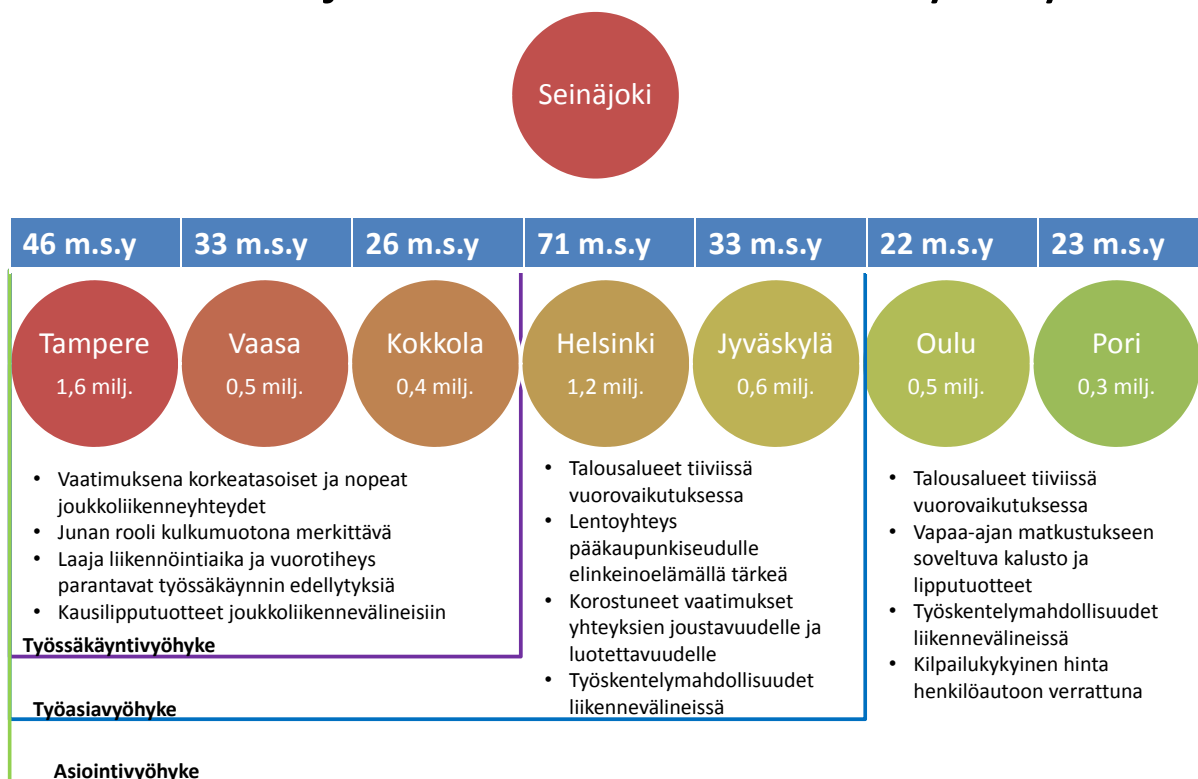 Seinäjoki
46 m.s.y 33 m.s.y 26 m.s.y 71 m.s.y 33 m.s.y 22 m.s.y 23 m.s.y
Tampere
1,6 milj.
Vaasa
0,5 milj.
Kokkola
0,4 milj.
Helsinki
1,2 milj.
Jyväskylä
0,6 milj.
Oulu
0,5 milj.
Pori
0,3 milj.
• Vaatimuksena korkeatasoiset ja nopeat
joukkoliikenneyhteydet
• Junan rooli kulkumuotona merkittävä
• Laaja liikennöintiaika ja vuorotiheys
parantavat työssäkäynnin edellytyksiä
• Kausilipputuotteet joukkoliikennevälineisiin
Työssäkäyntivyöhyke
• Talousalueet tiiviissä
vuorovaikutuksessa
• Lentoyhteys
pääkaupunkiseudulle
elinkeinoelämällä tärkeä
• Korostuneet vaatimukset
yhteyksien joustavuudelle ja
luotettavuudelle
• Työskentelymahdollisuudet
liikennevälineissä
Työasiavyöhyke
• Talousalueet tiiviissä
vuorovaikutuksessa
• Vapaa-ajan matkustukseen
soveltuva kalusto ja
lipputuotteet
• Työskentelymahdollisuudet
liikennevälineissä
• Kilpailukykyinen hinta
henkilöautoon verrattuna
Asiointivyöhyke